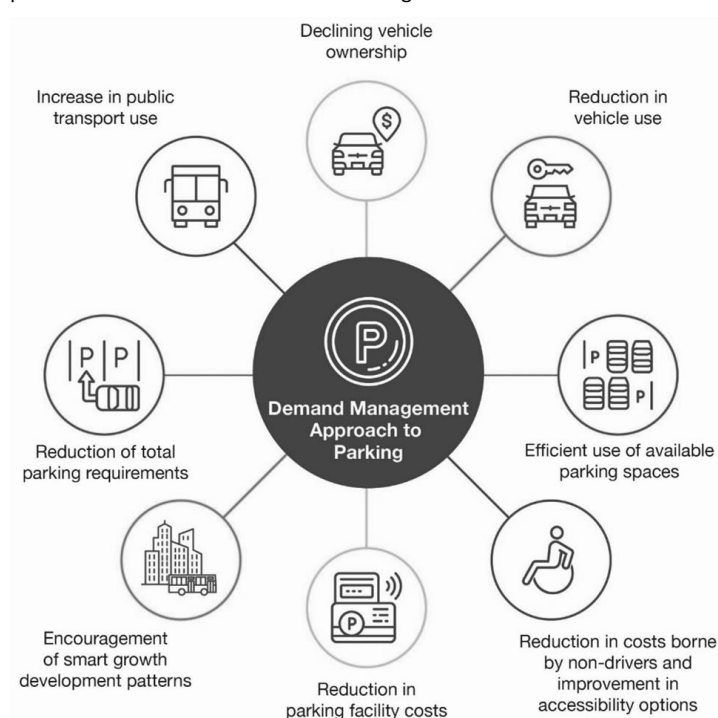 Declining vehicle
ownership
Increase in public
transport use
Reduction in
vehicle use
$
P
Demand Management
Approach to
Parking
P P
P
P
Reduction of total
parking requirements
Efficient use of available
parking spaces
P
Encouragement
of smart growth
development patterns
Reduction in
parking facility costs
Reduction in costs borne
by non-drivers and
improvement in
accessibility options